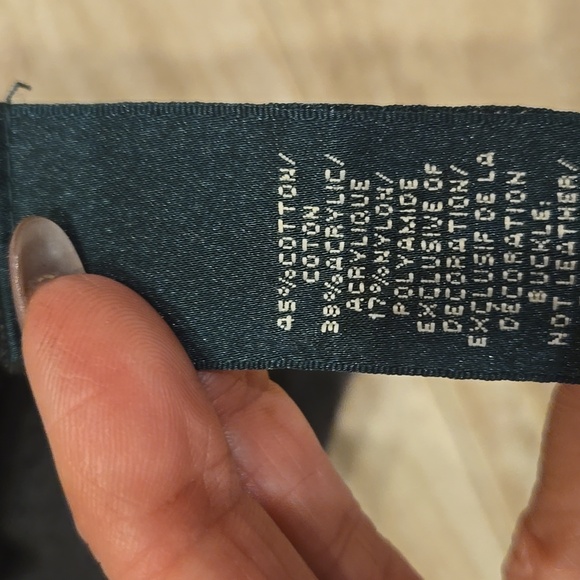 45%COTTON/
COTON
38%ACRYLIC/
ACRYLIQUE
17%NYLON/
POLYAMIDE
EXCLUSIVE OF
DECORATION/
EXCLUSIF DE LA
DECORATION
BUCKLE:
NOT LEATHER/